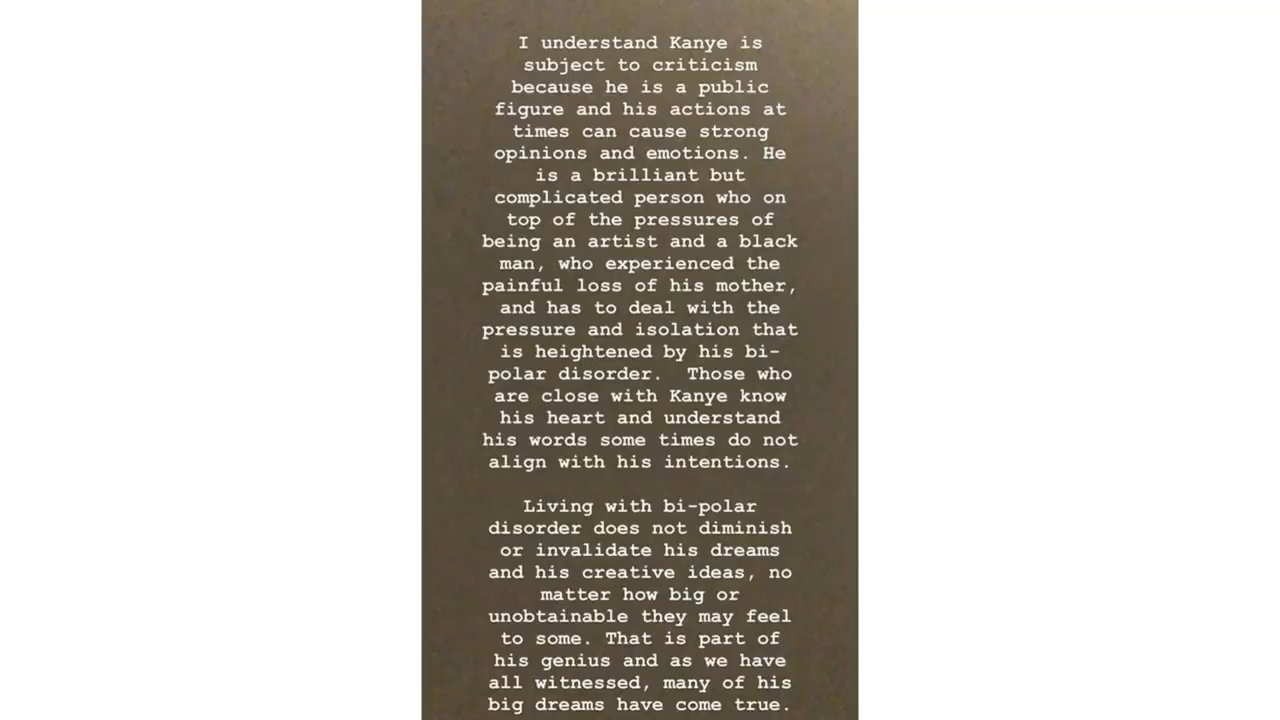 I understand Kanye is
subject to criticism
because he is a public
figure and his actions at
times can cause strong
opinions and emotions. He
is a brilliant but
complicated person who on
top of the pressures of
being an artist and a black
man, who experienced the
painful loss of his mother,
and has to deal with the
pressure and isolation that
is heightened by his bi-
polar disorder.  Those who
are close with Kanye know
his heart and understand
his words some times do not
align with his intentions.

Living with bi-polar
disorder does not diminish
or invalidate his dreams
and his creative ideas, no
matter how big or
unobtainable they may feel
to some. That is part of
his genius and as we have
all witnessed, many of his
big dreams have come true.